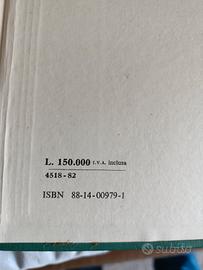 L. 150.000 I.V.A. inclusa
4518-82
ISBN 88-14-00979-1
subito